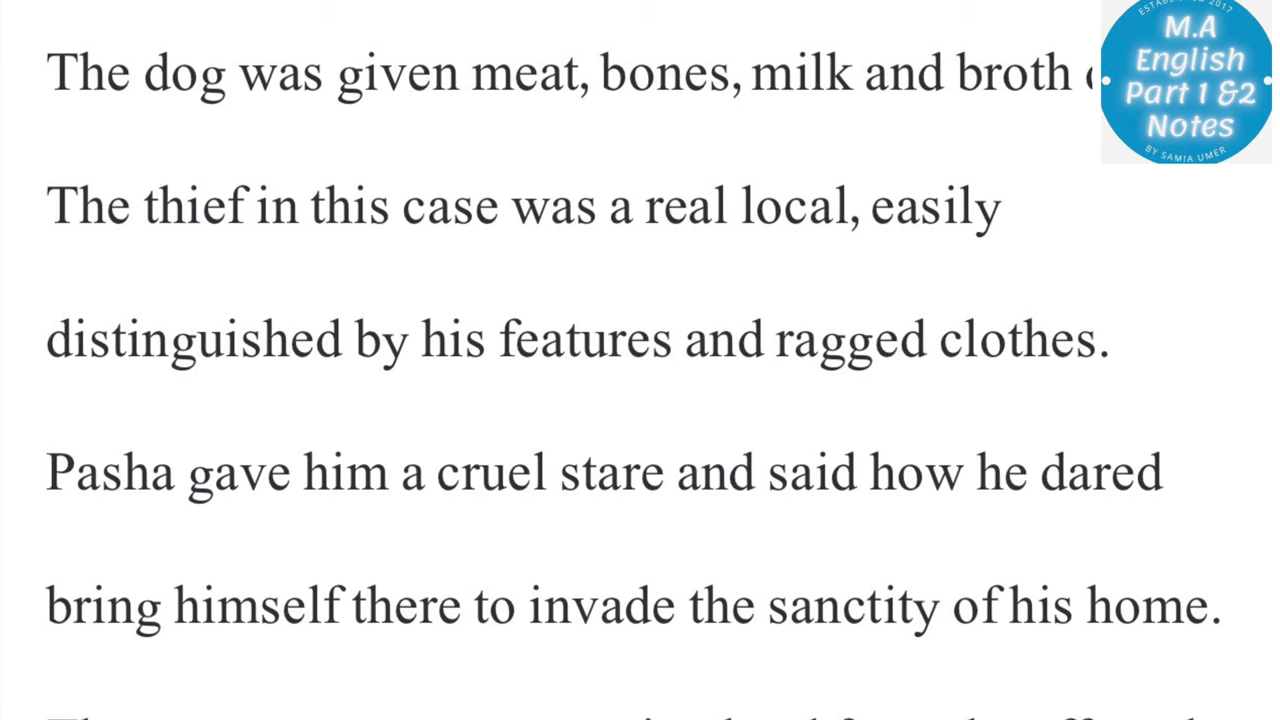 The dog was given meat, bones, milk and broth
The thief in this case was a real local, easily
distinguished by his features and ragged clothes.
Pasha gave him a cruel stare and said how he dared
bring himself there to invade the sanctity of his home.
M.A
English
Part 1 &2
Notes
BY SAMIA UMER